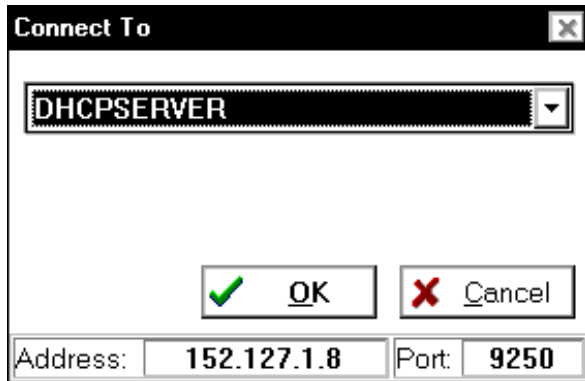 Connect To
DHCPSERVER
OK Cancel
Address: 152.127.1.8 Port: 9250